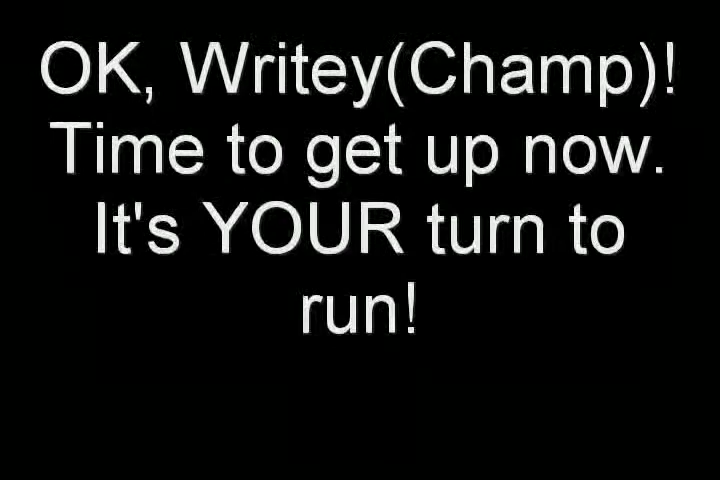 OK, Writey(Champ)!
Time to get up now.
It's YOUR turn to
run!